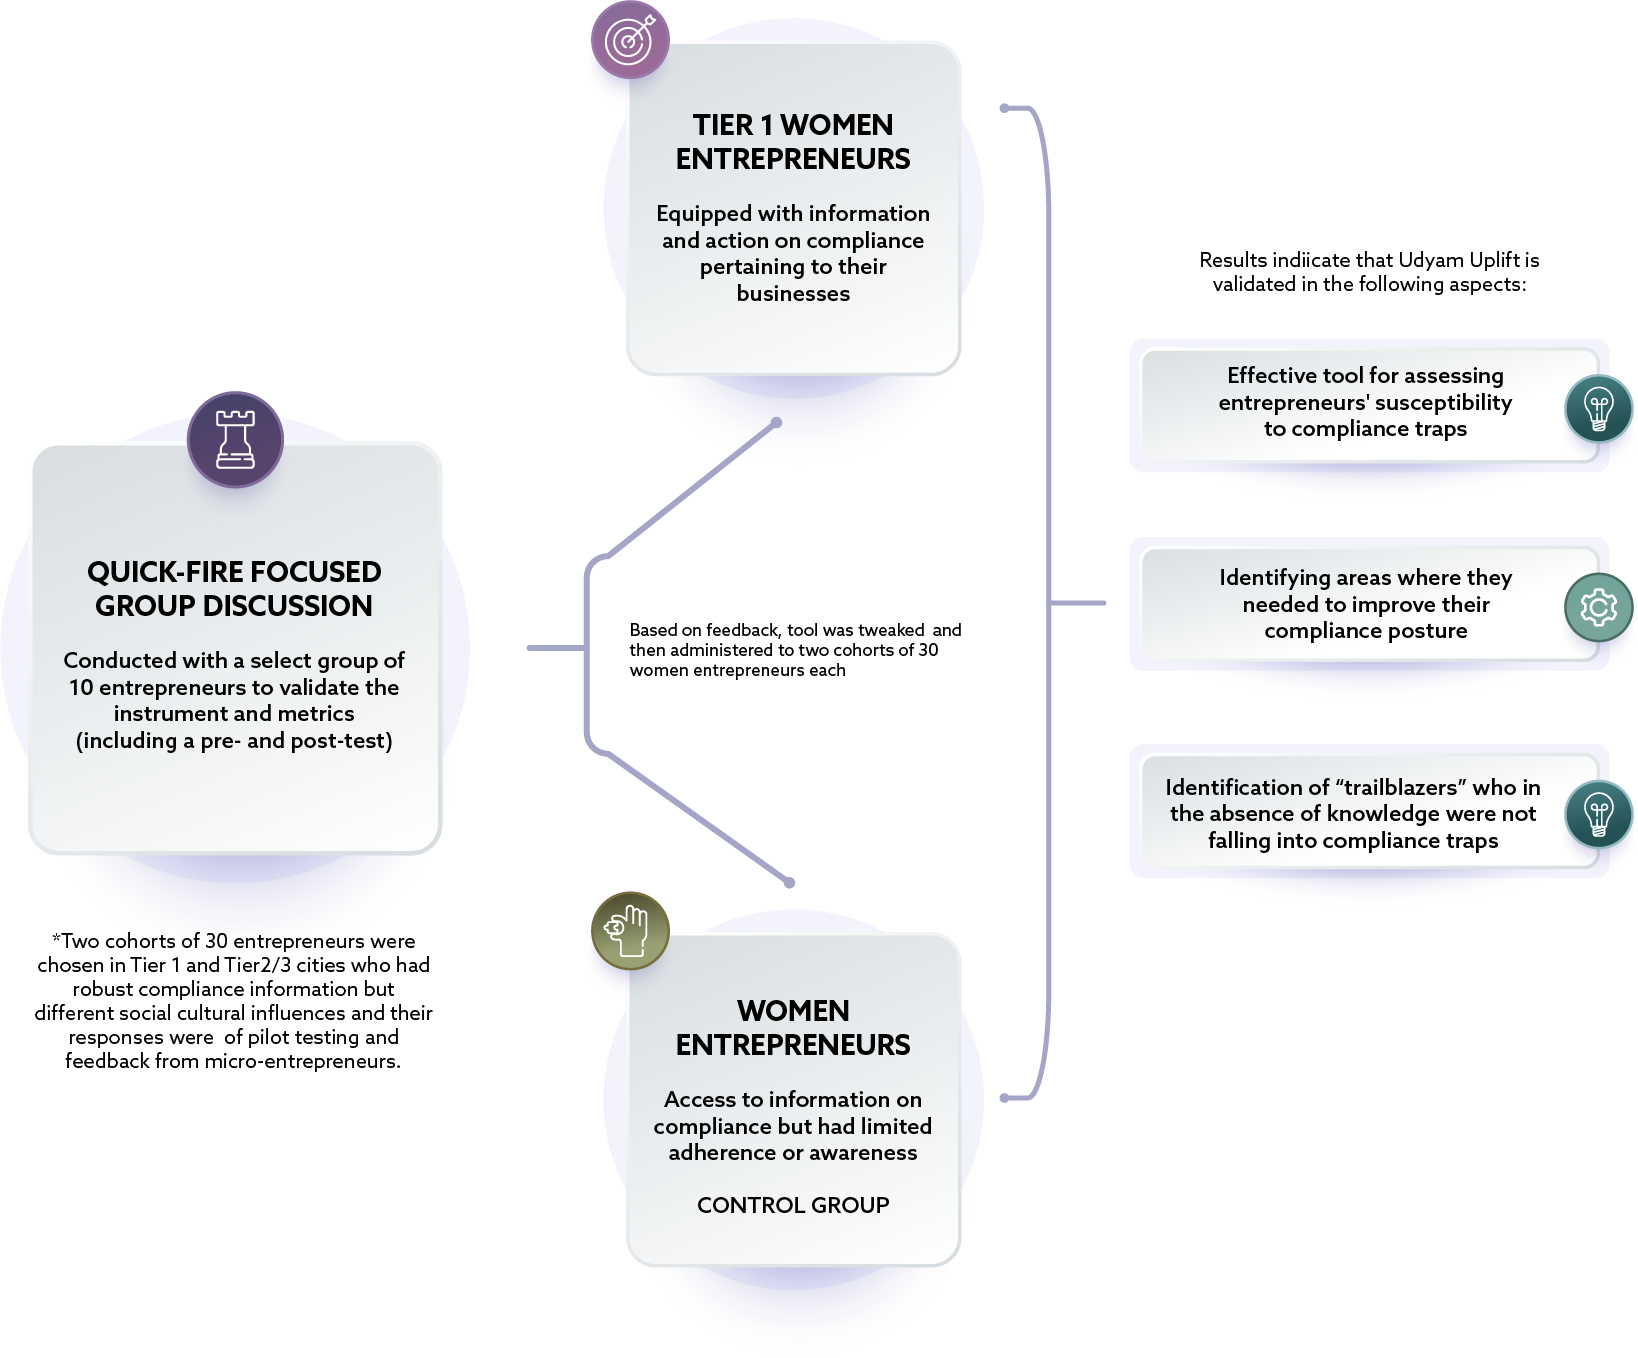 QUICK-FIRE FOCUSED
GROUP DISCUSSION
Conducted with a select group of
10 entrepreneurs to validate the
instrument and metrics
(including a pre- and post-test)
*Two cohorts of 30 entrepreneurs were
chosen in Tier 1 and Tier2/3 cities who had
robust compliance information but
different social cultural influences and their
responses were  of pilot testing and
feedback from micro-entrepreneurs.
TIER 1 WOMEN
ENTREPRENEURS
Equipped with information
and action on compliance
pertaining to their
businesses
Based on feedback, tool was tweaked  and
then administered to two cohorts of 30
women entrepreneurs each
WOMEN
ENTREPRENEURS
Access to information on
compliance but had limited
adherence or awareness
CONTROL GROUP
Results indiicate that Udyam Uplift is
validated in the following aspects:
Effective tool for assessing
entrepreneurs' susceptibility
to compliance traps
Identifying areas where they
needed to improve their
compliance posture
Identification of “trailblazers” who in
the absence of knowledge were not
falling into compliance traps